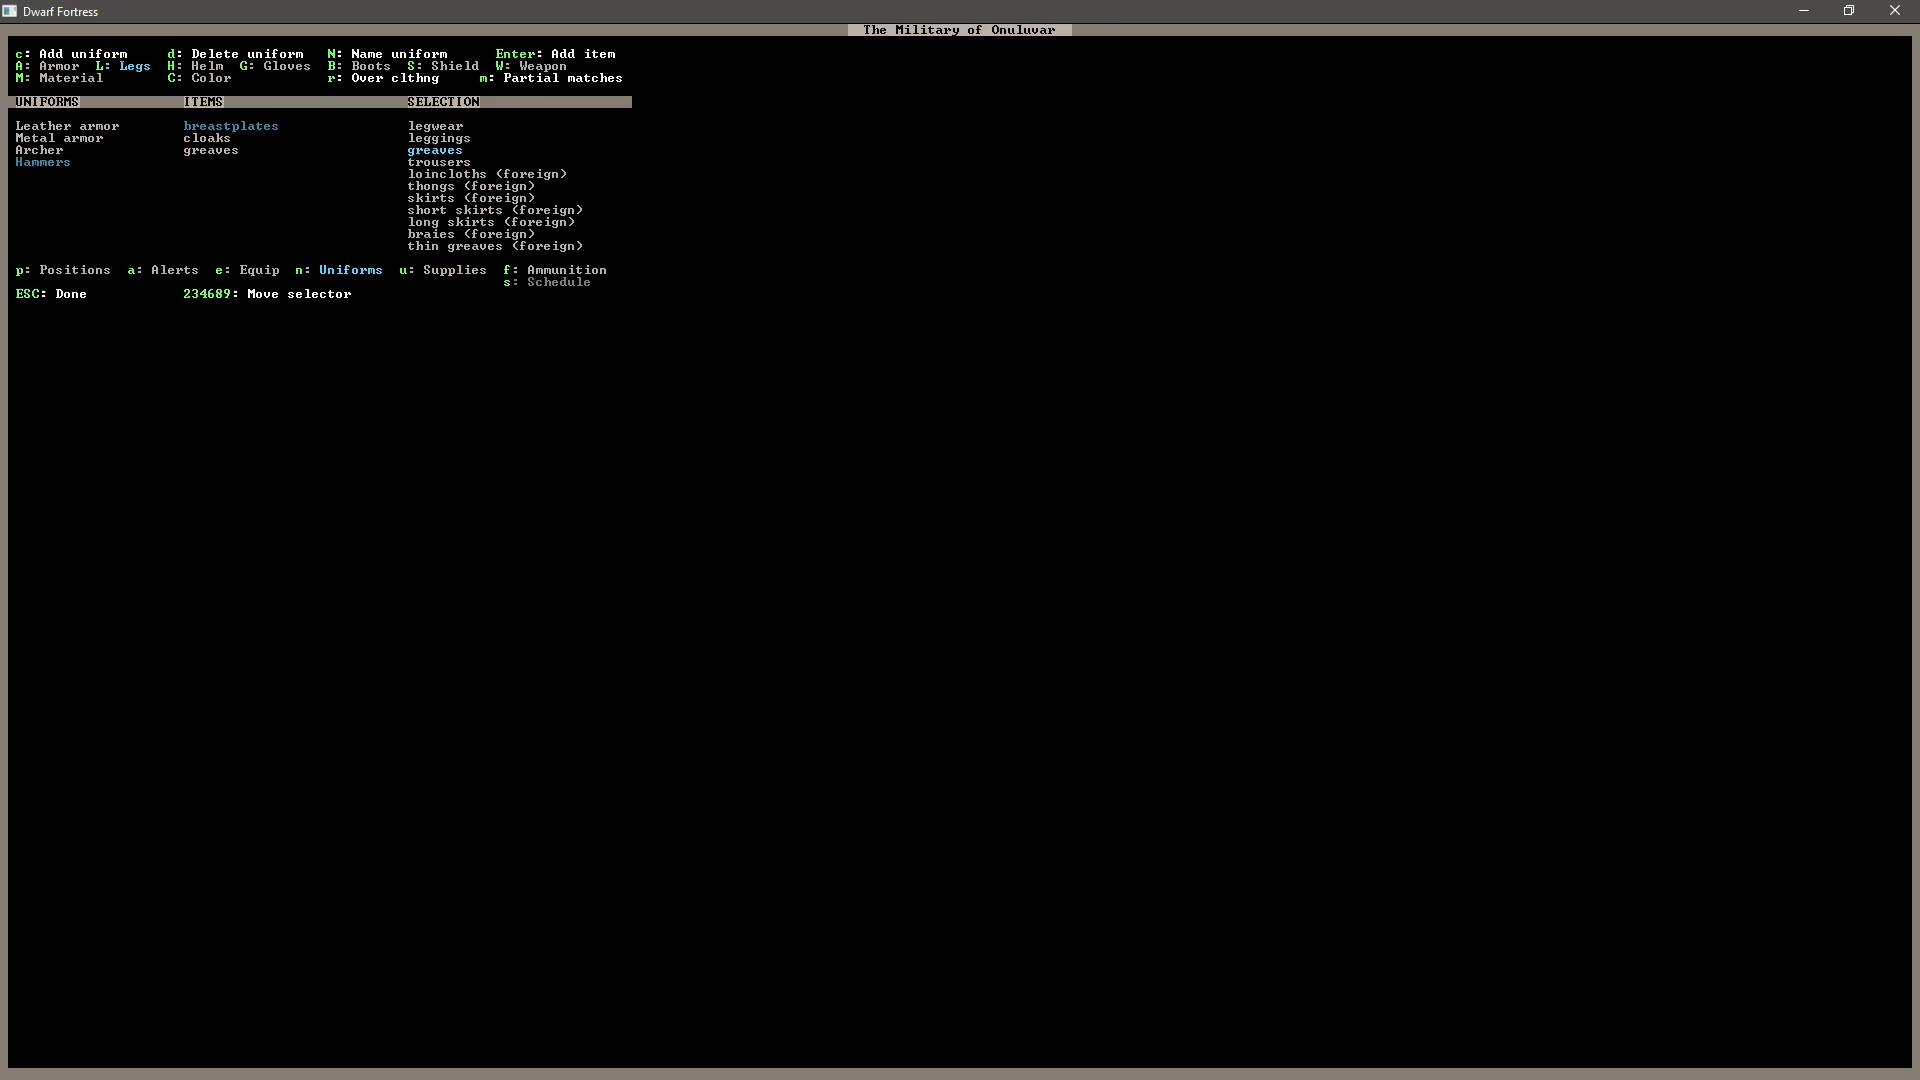 Dwarf Fortress
The Military of Onuluvar
c: Add uniform d: Delete uniform N: Name uniform Enter: Add item
A: Armor L: Legs H: Helm G: Gloves B: Boots S: Shield W: Weapon
M: Material C: Color r: Over clthng m: Partial matches
UNIFORMS ITEMS SELECTION
Leather armor breastplates legwear
Metal armor cloaks leggings
Archer greaves greaves
Hammers trousers
loincloths (foreign)
thongs (foreign)
skirts (foreign)
short skirts (foreign)
long skirts (foreign)
braies (foreign)
thin greaves (foreign)
p: Positions a: Alerts e: Equip n: Uniforms u: Supplies f: Ammunition
s: Schedule
ESC: Done 234689: Move selector